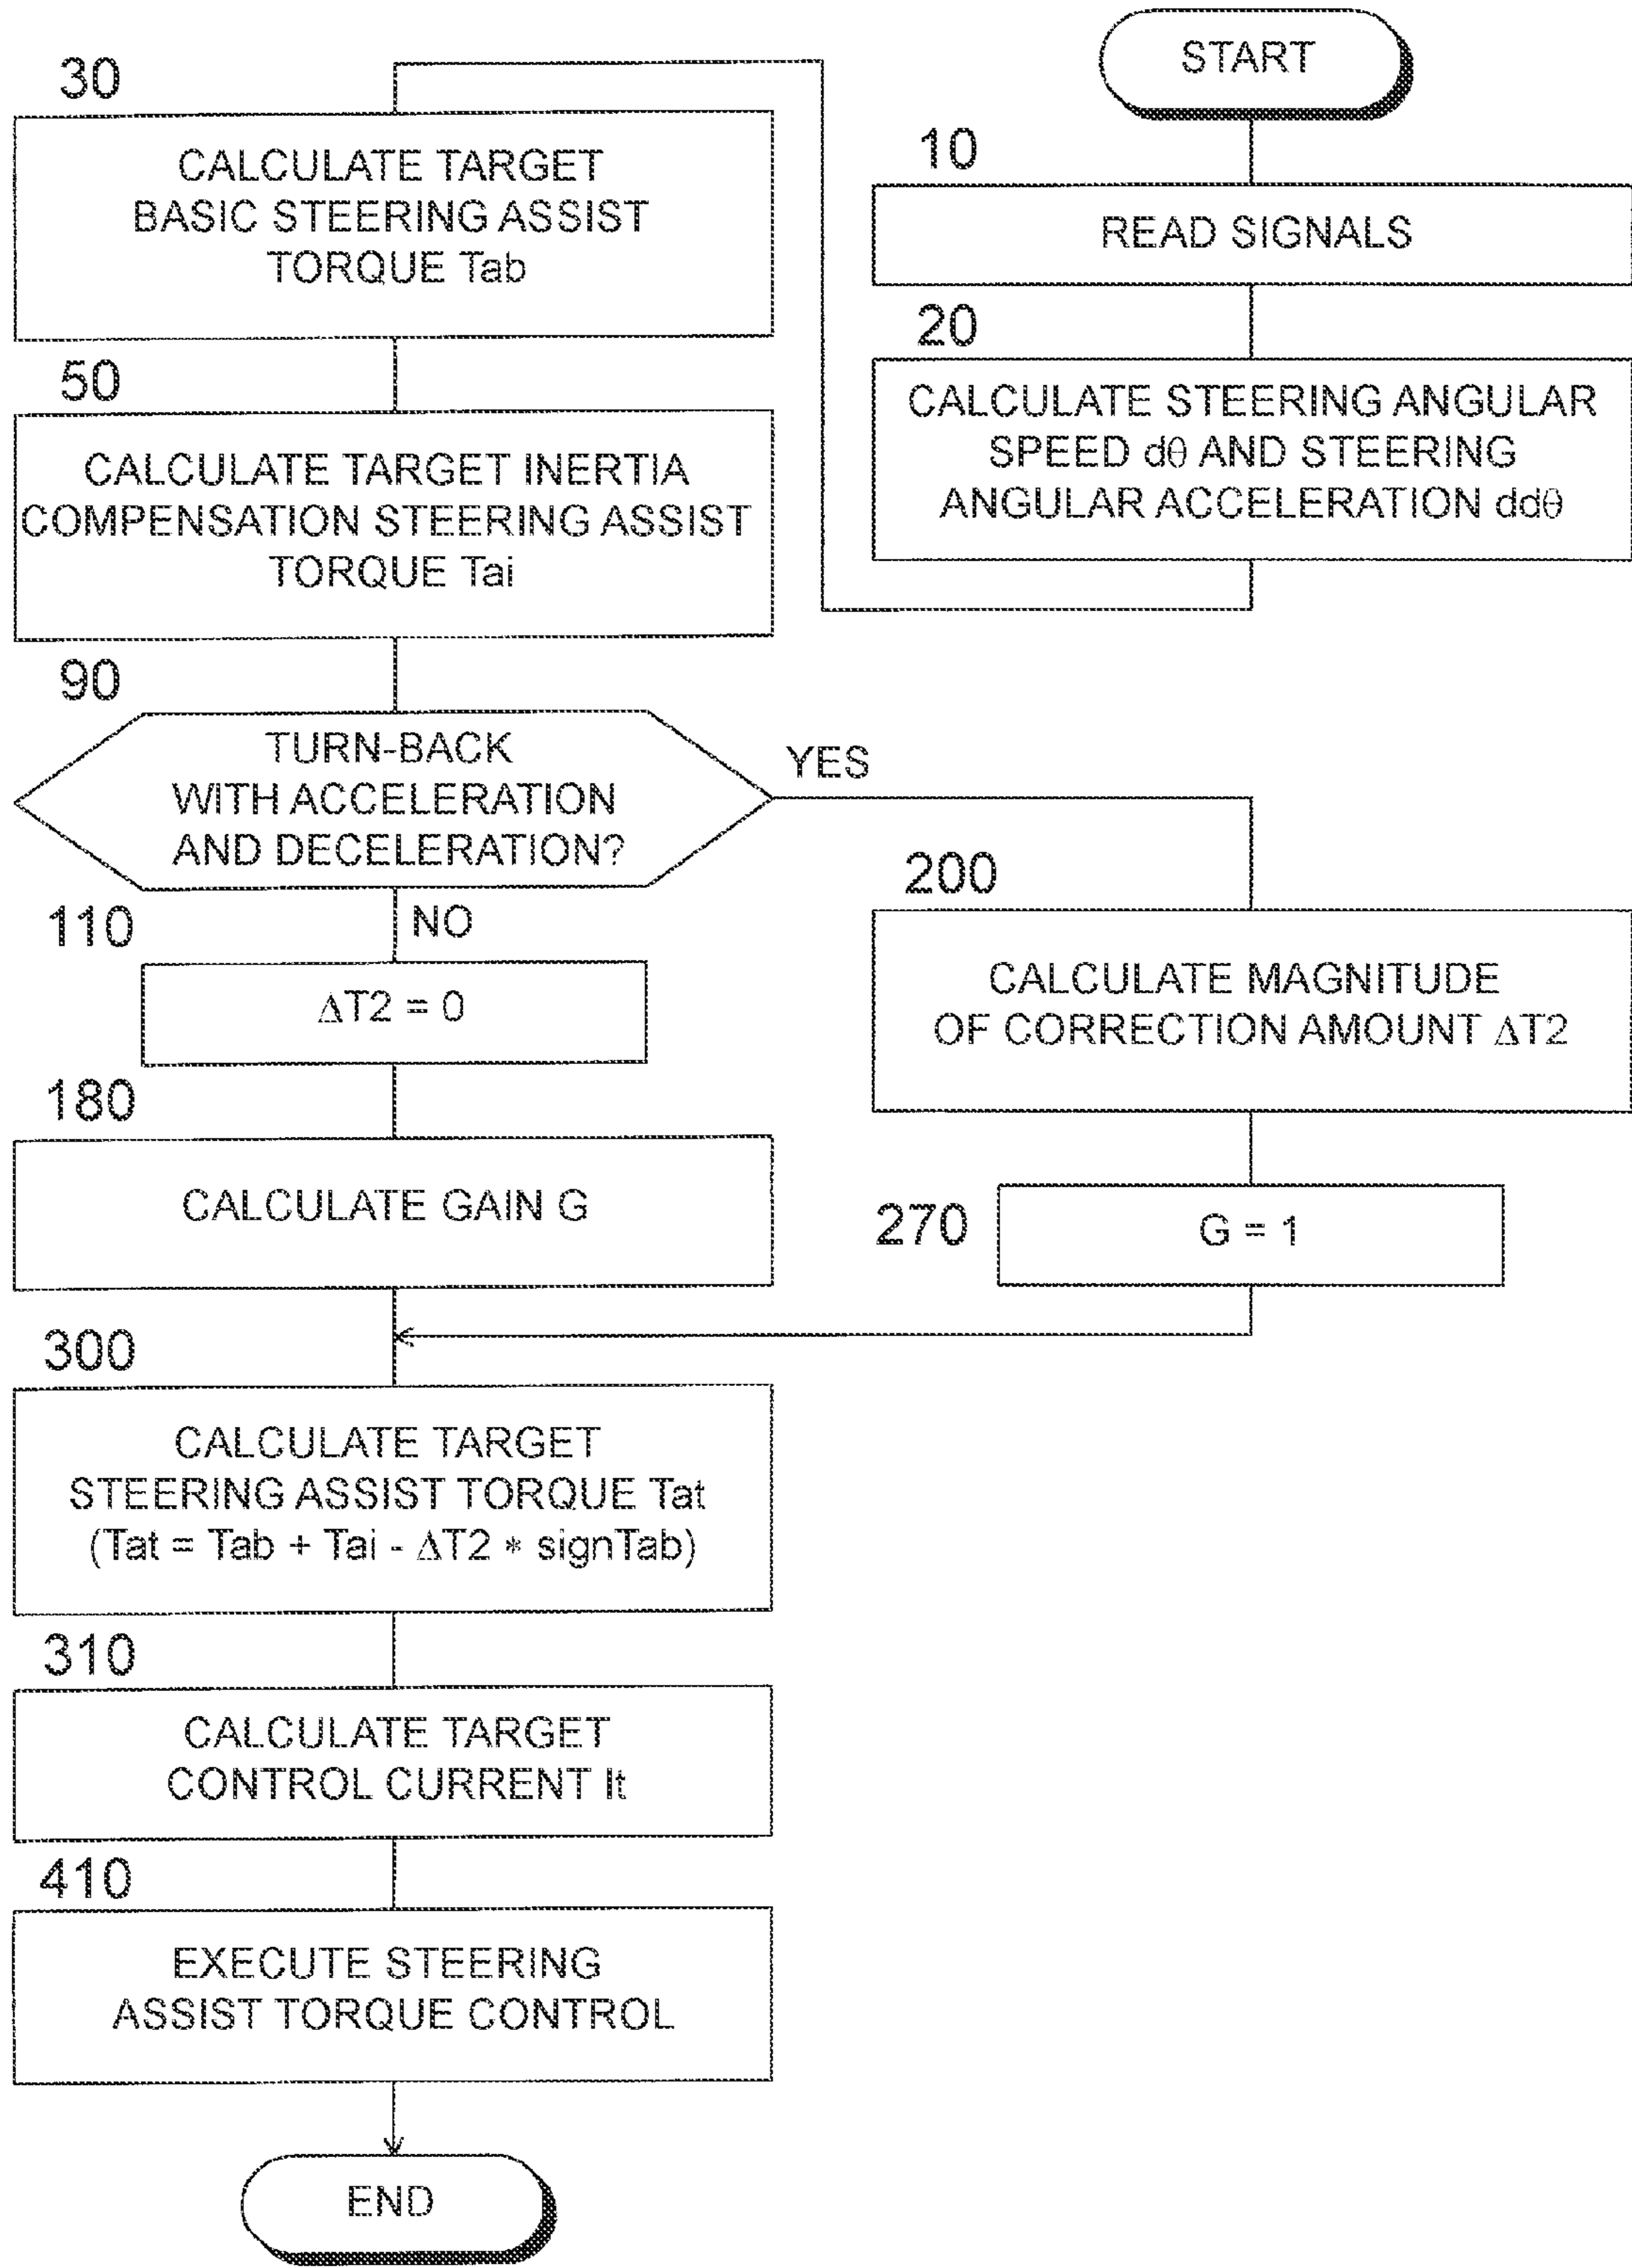 START
10
READ SIGNALS
20
CALCULATE STEERING ANGULAR
SPEED dθ AND STEERING
ANGULAR ACCELERATION ddθ
30
CALCULATE TARGET
BASIC STEERING ASSIST
TORQUE Tab
50
CALCULATE TARGET INERTIA
COMPENSATION STEERING ASSIST
TORQUE Tai
90
TURN-BACK
WITH ACCELERATION
AND DECELERATION?
YES
NO
110
ΔT2 = 0
180
CALCULATE GAIN G
200
CALCULATE MAGNITUDE
OF CORRECTION AMOUNT ΔT2
270
G = 1
300
CALCULATE TARGET
STEERING ASSIST TORQUE Tat
(Tat = Tab + Tai - ΔT2 * signTab)
310
CALCULATE TARGET
CONTROL CURRENT It
410
EXECUTE STEERING
ASSIST TORQUE CONTROL
END